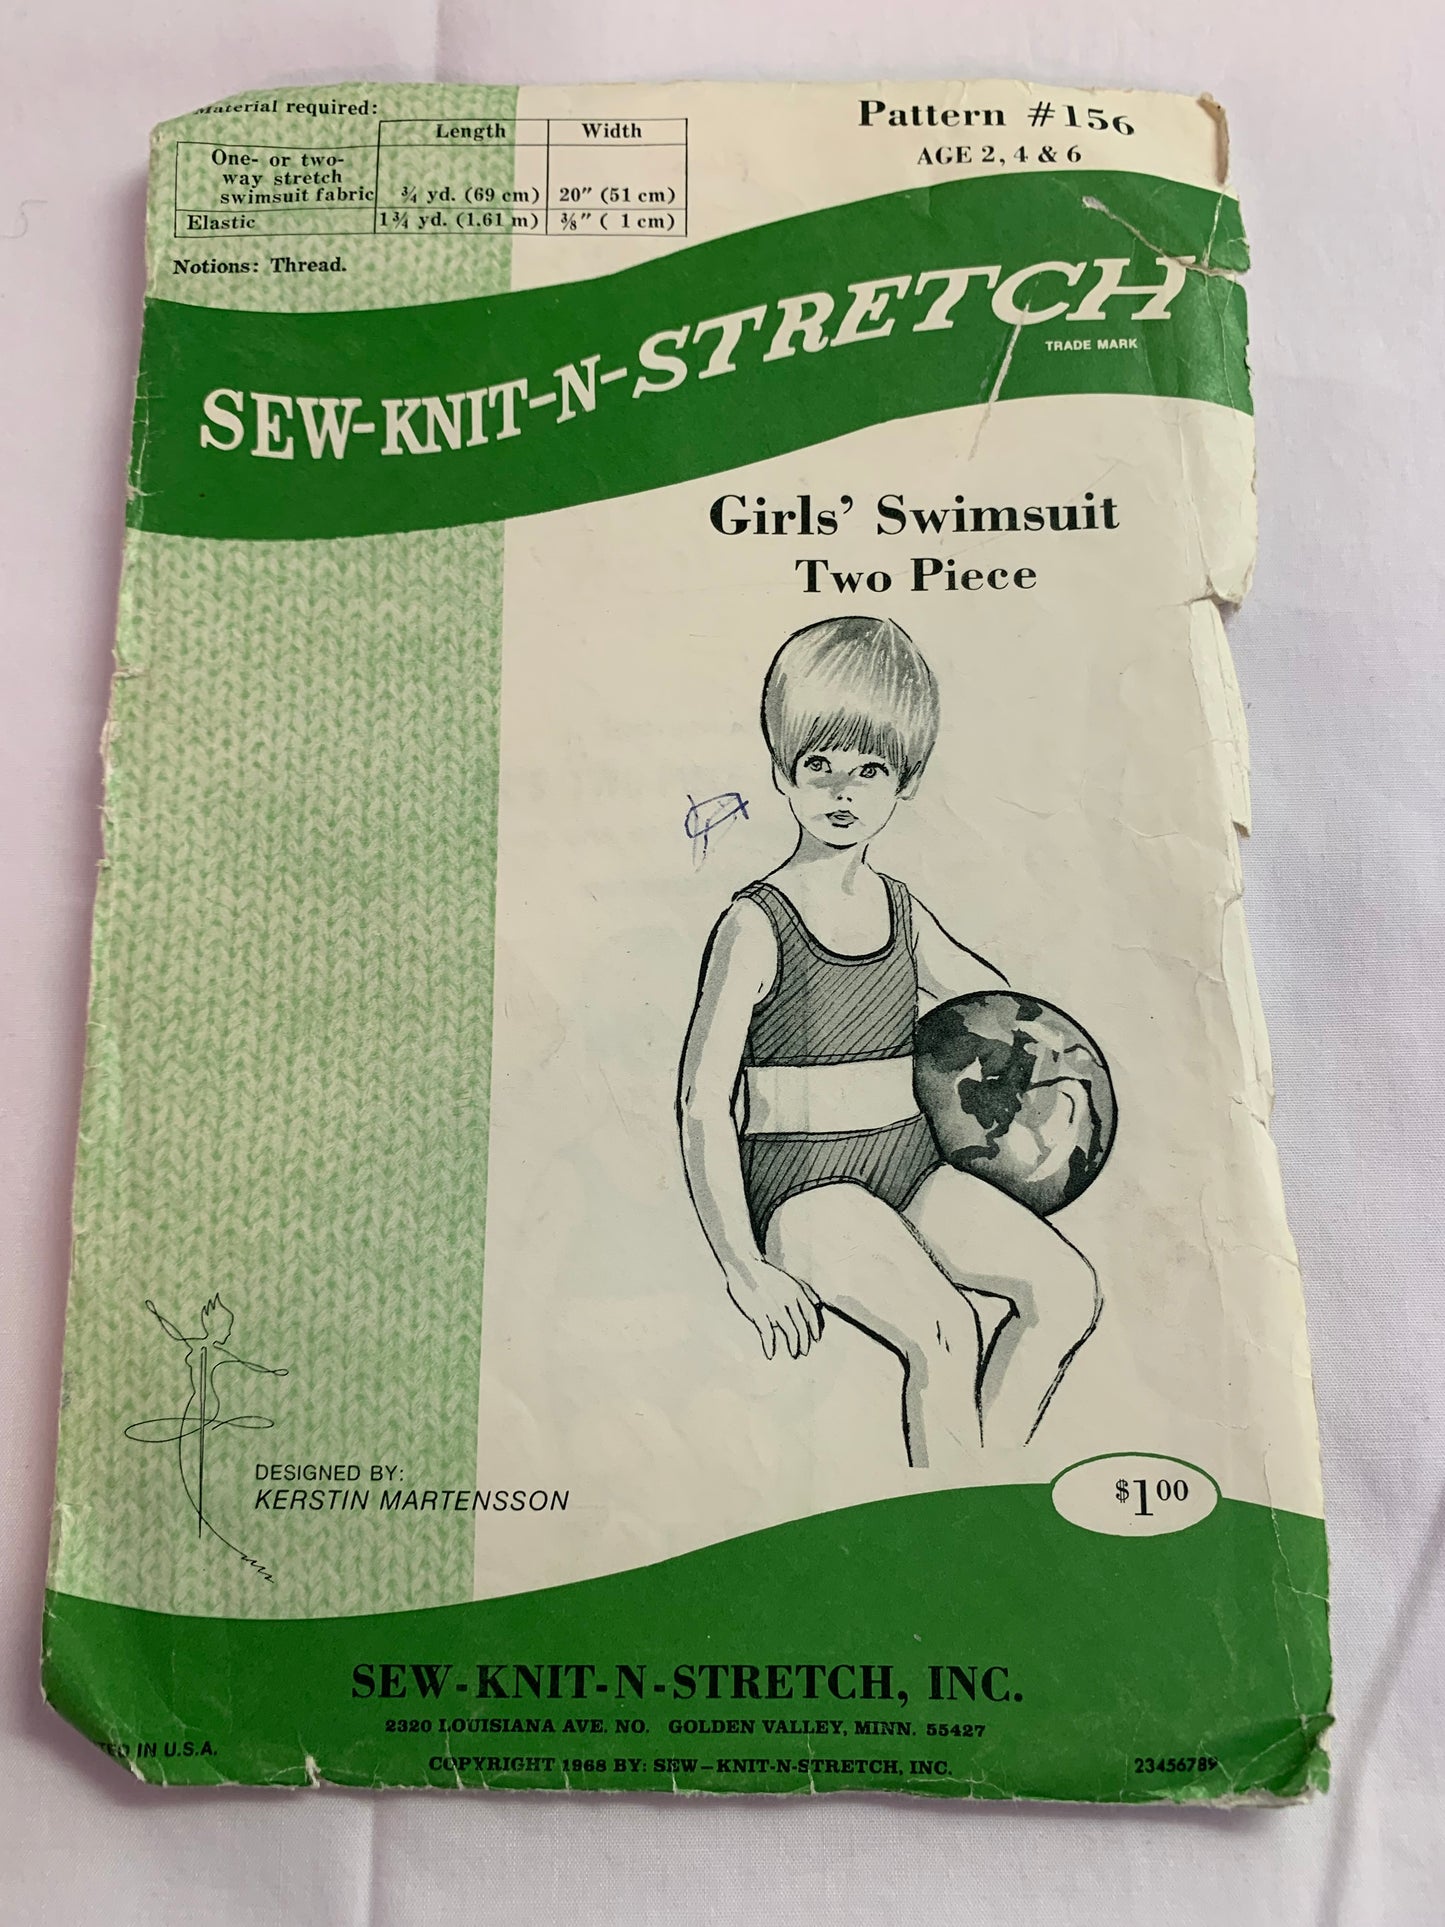 Material required:
Length Width
One- or two-
way stretch
swimsuit fabric ¾ yd. (69 cm) 20" (51 cm)
Elastic 1¾ yd. (1.61 m) ⅜" ( 1 cm)
Notions: Thread.
Pattern #156
AGE 2, 4 & 6
SEW-KNIT-N-STRETCH
TRADE MARK
Girls' Swimsuit
Two Piece
DESIGNED BY:
KERSTIN MARTENSSON
$1.00
SEW-KNIT-N-STRETCH, INC.
2320 LOUISIANA AVE. NO. GOLDEN VALLEY, MINN. 55427
TED IN U.S.A.
COPYRIGHT 1968 BY: SEW-KNIT-N-STRETCH, INC.
23456789